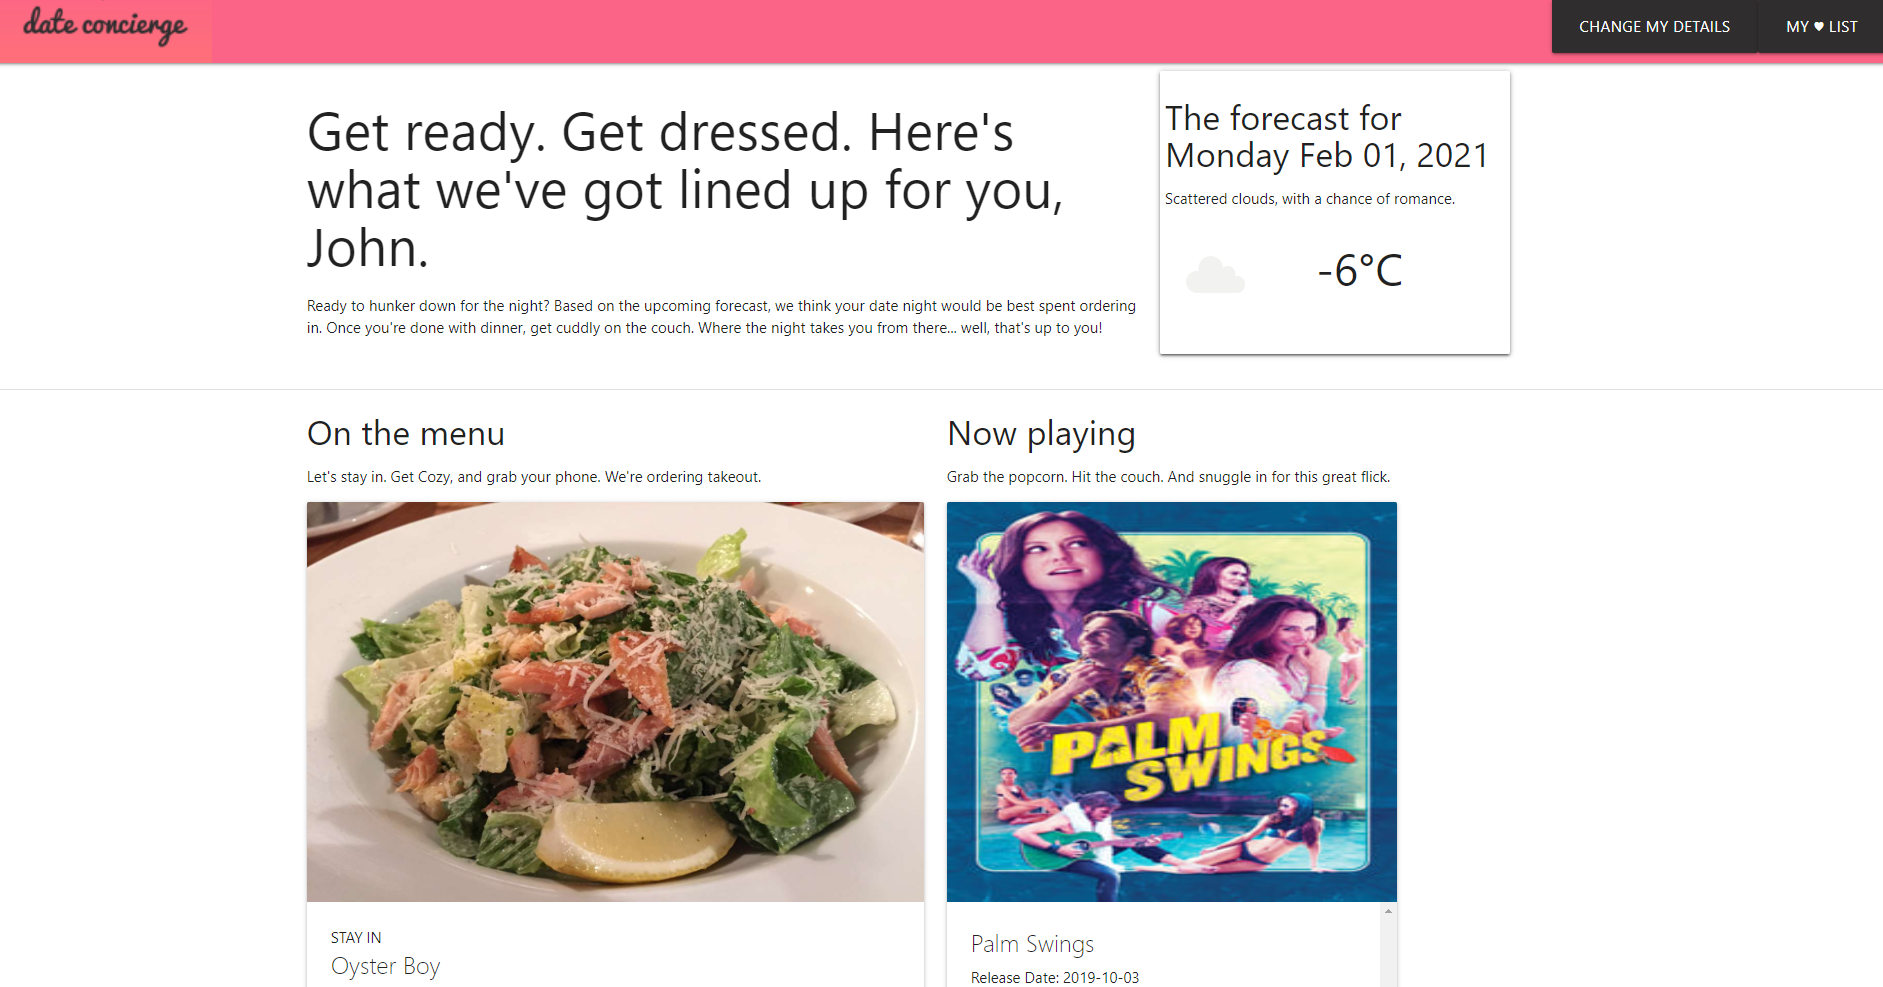 date concierge
CHANGE MY DETAILS
MY ♥ LIST
Get ready. Get dressed. Here's
what we've got lined up for you,
John.
Ready to hunker down for the night? Based on the upcoming forecast, we think your date night would be best spent ordering
in. Once you're done with dinner, get cuddly on the couch. Where the night takes you from there... well, that's up to you!
The forecast for
Monday Feb 01, 2021
Scattered clouds, with a chance of romance.
-6°C
On the menu
Let's stay in. Get Cozy, and grab your phone. We're ordering takeout.
STAY IN
Oyster Boy
Now playing
Grab the popcorn. Hit the couch. And snuggle in for this great flick.
PALM
SWINGS
Palm Swings
Release Date: 2019-10-03